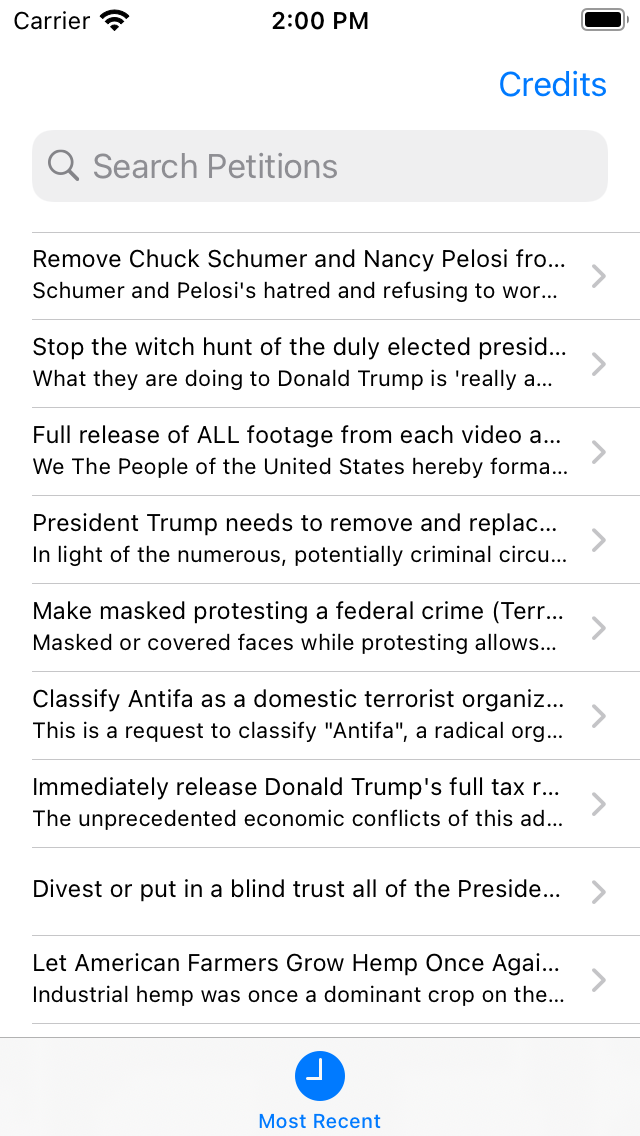 Carrier 2:00 PM
Credits
Search Petitions
Remove Chuck Schumer and Nancy Pelosi fro...
Schumer and Pelosi's hatred and refusing to wor...
Stop the witch hunt of the duly elected presid...
What they are doing to Donald Trump is 'really a...
Full release of ALL footage from each video a...
We The People of the United States hereby forma...
President Trump needs to remove and replac...
In light of the numerous, potentially criminal circu...
Make masked protesting a federal crime (Terr...
Masked or covered faces while protesting allows...
Classify Antifa as a domestic terrorist organiz...
This is a request to classify "Antifa", a radical org...
Immediately release Donald Trump's full tax r...
The unprecedented economic conflicts of this ad...
Divest or put in a blind trust all of the Preside...
Let American Farmers Grow Hemp Once Agai...
Industrial hemp was once a dominant crop on the...
Most Recent